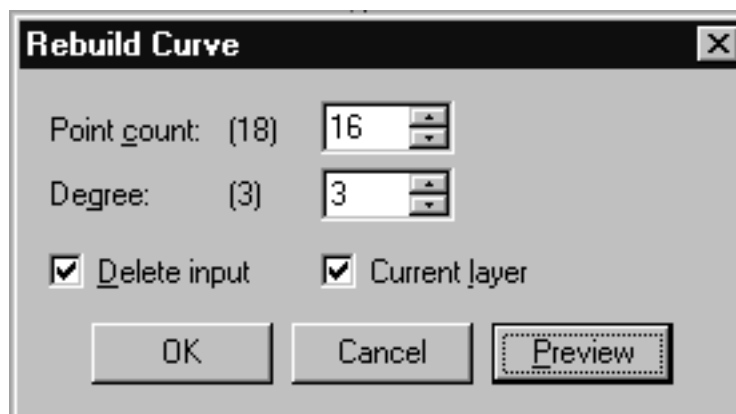 Rebuild Curve
Point count: (18) 16
Degree: (3) 3
Delete input Current layer
OK Cancel Preview